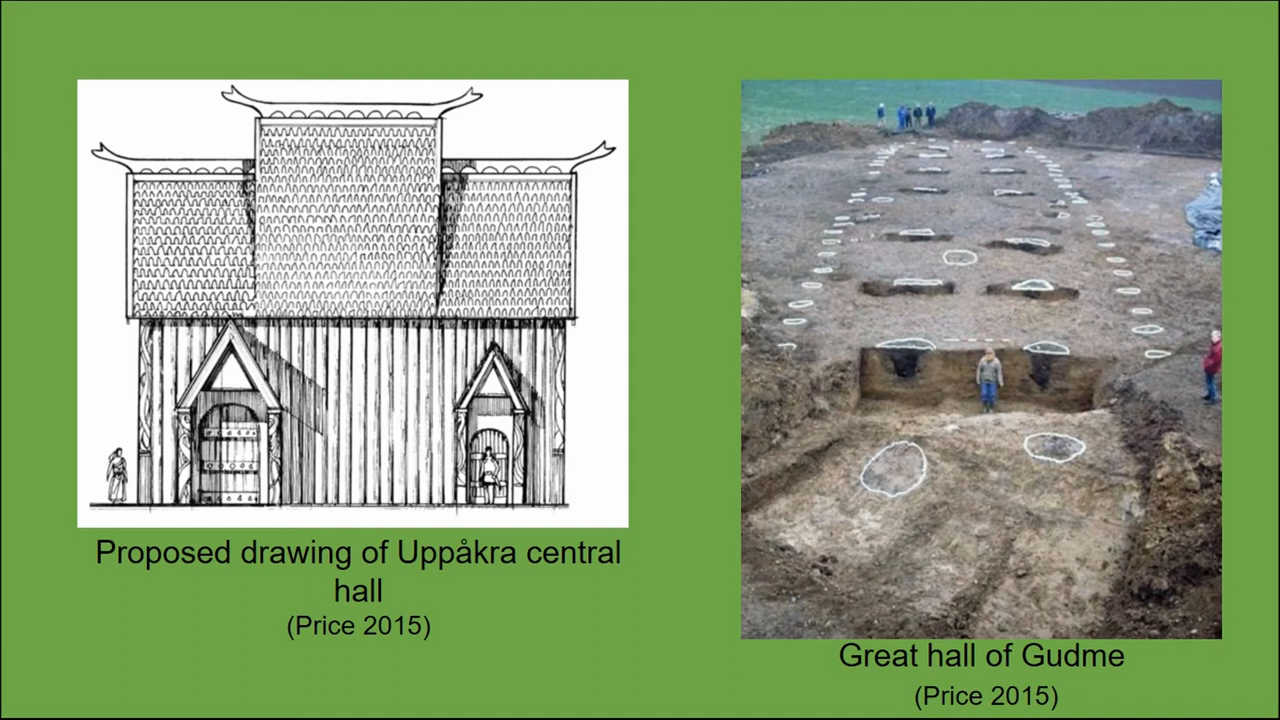 Proposed drawing of Uppåkra central
hall
(Price 2015)
Great hall of Gudme
(Price 2015)